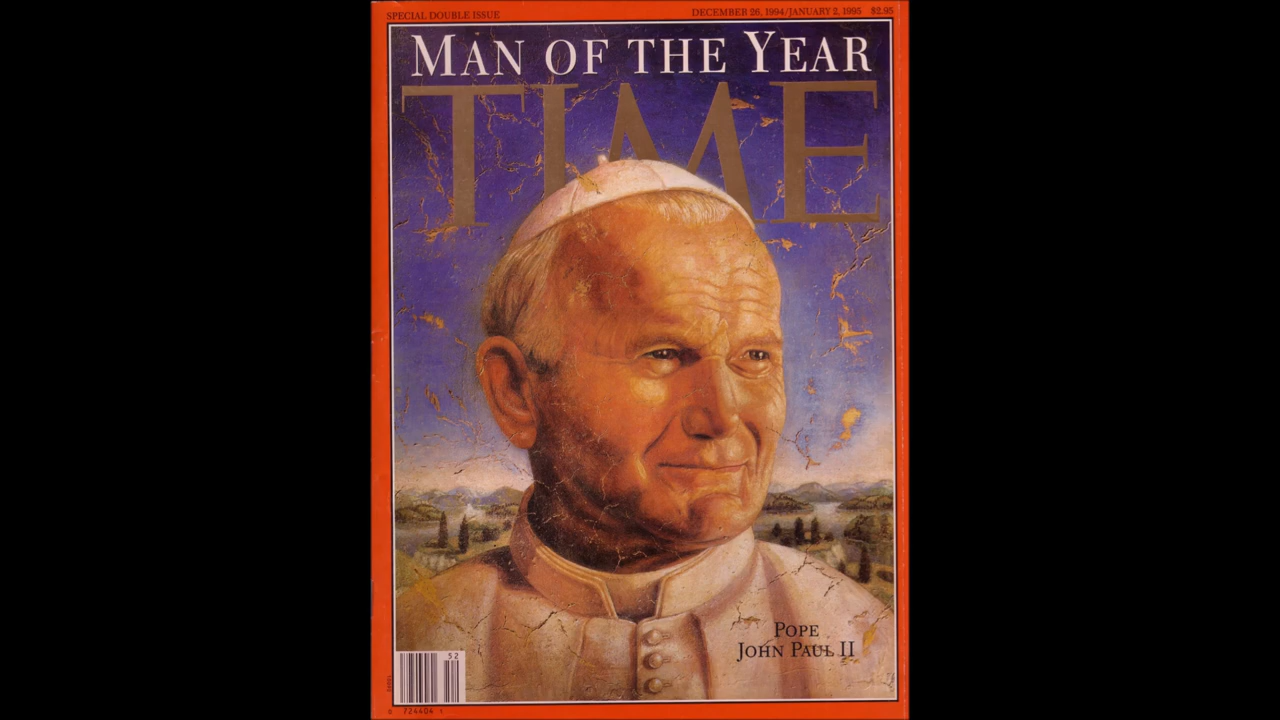 SPECIAL DOUBLE ISSUE DECEMBER 26, 1994/JANUARY 2, 1995 $2.95
MAN OF THE YEAR
TIME
POPE
JOHN PAUL II
52
724404